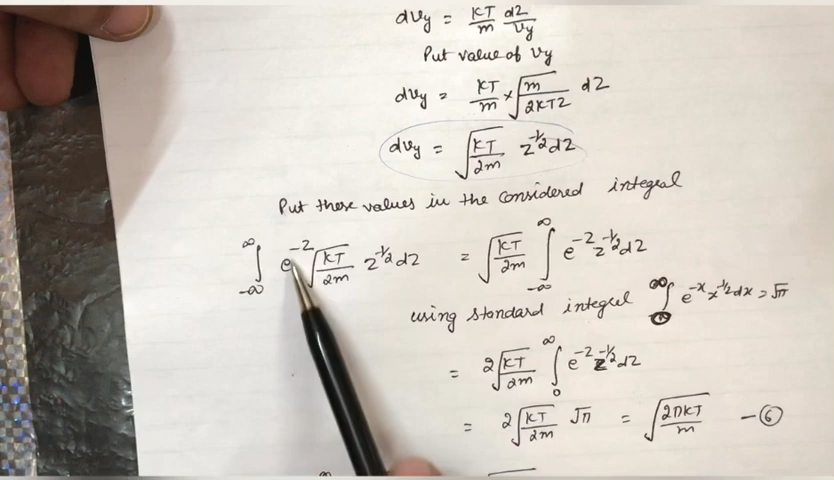 dvy = KT/m dz/vy
Put value of vy
dvy = KT/m × √(m/2KTZ) dz
dvy = √(KT/2m) z^-1/2 dz
Put these values in the considered integral
∫_-∞^∞ e^-z √(KT/2m) z^-1/2 dz = √(KT/2m) ∫_-∞^∞ e^-z z^-1/2 dz
using standard integral ∫_0^∞ e^-x x^-1/2 dx = √π
= 2√(KT/2m) ∫_0^∞ e^-z z^-1/2 dz
= 2√(KT/2m) √π = √(2πKT/m) — ⑥